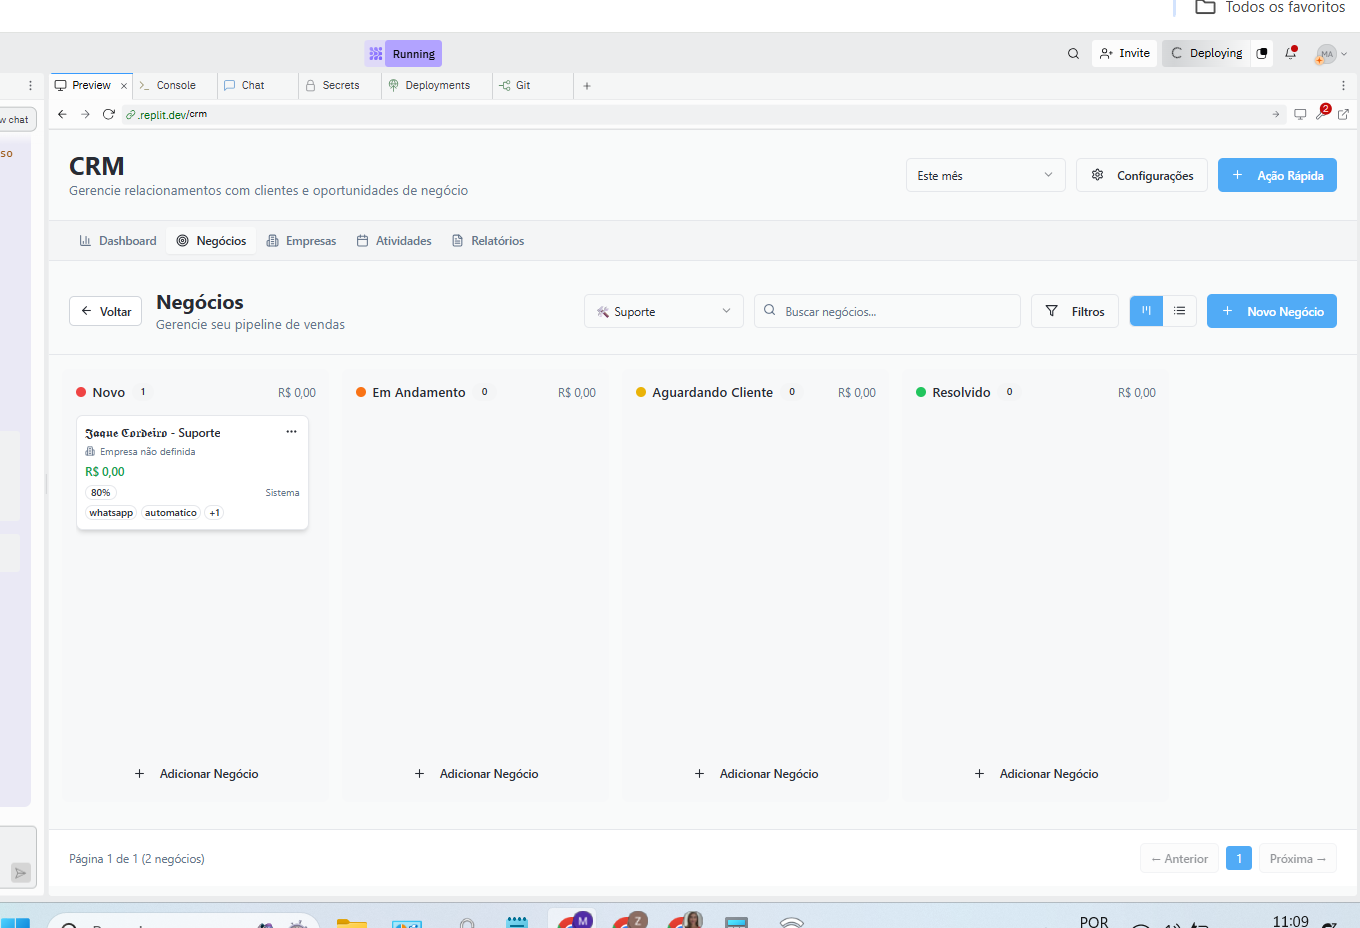 Todos os favoritos
Running
Invite
Deploying
MA
Preview
Console
Chat
Secrets
Deployments
Git
w chat
.replit.dev/crm
2
so
CRM
Gerencie relacionamentos com clientes e oportunidades de negócio
Este mês
Configurações
Ação Rápida
Dashboard
Negócios
Empresas
Atividades
Relatórios
Voltar
Negócios
Gerencie seu pipeline de vendas
Suporte
Buscar negócios...
Filtros
Novo Negócio
Novo 1 R$ 0,00
Em Andamento 0 R$ 0,00
Aguardando Cliente 0 R$ 0,00
Resolvido 0 R$ 0,00
𝕵𝖆𝖖𝖚𝖊 𝕮𝖔𝖗𝖉𝖊𝖎𝖗𝖔 - Suporte
Empresa não definida
R$ 0,00
80% Sistema
whatsapp automatico +1
Adicionar Negócio
Adicionar Negócio
Adicionar Negócio
Adicionar Negócio
Página 1 de 1 (2 negócios)
← Anterior
1
Próxima →
M
Z
POR
11:09